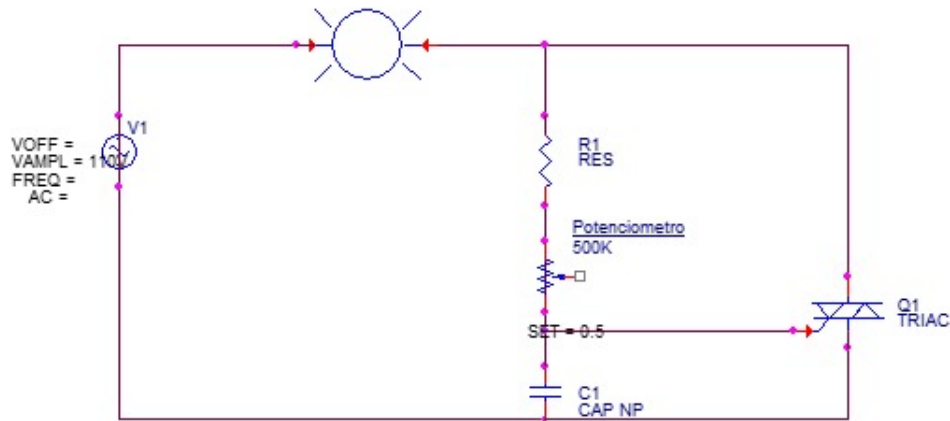 V1
VOFF =
VAMPL = 110V
FREQ =
AC =
R1
RES
Potenciometro
500K
SET = 0.5
Q1
TRIAC
C1
CAP NP